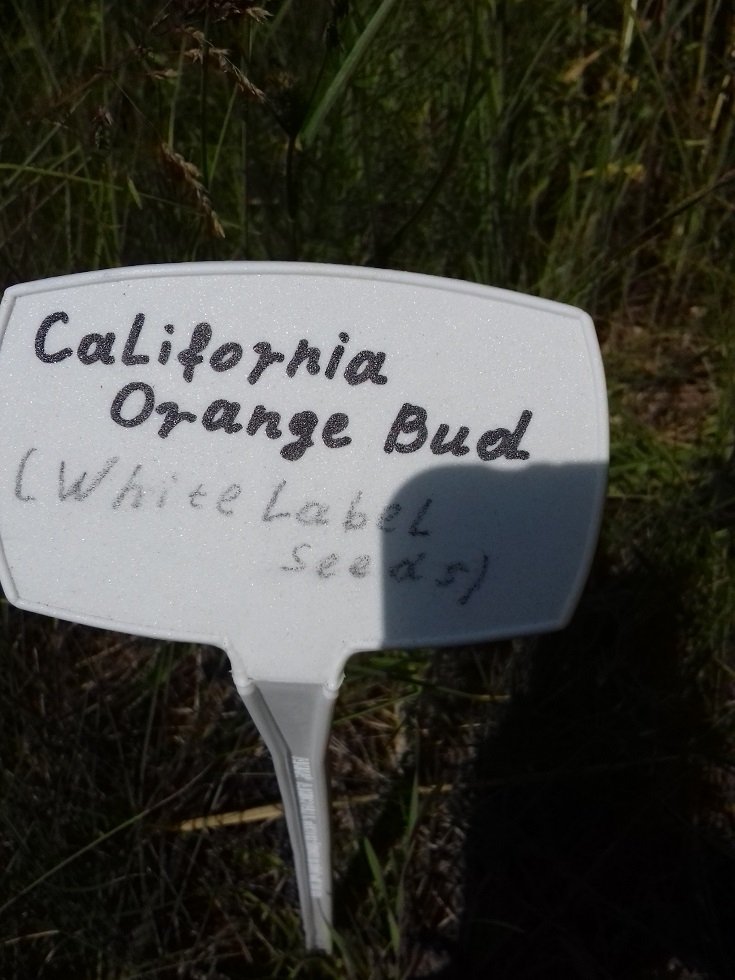 California
Orange Bud
(White Label
Seeds)